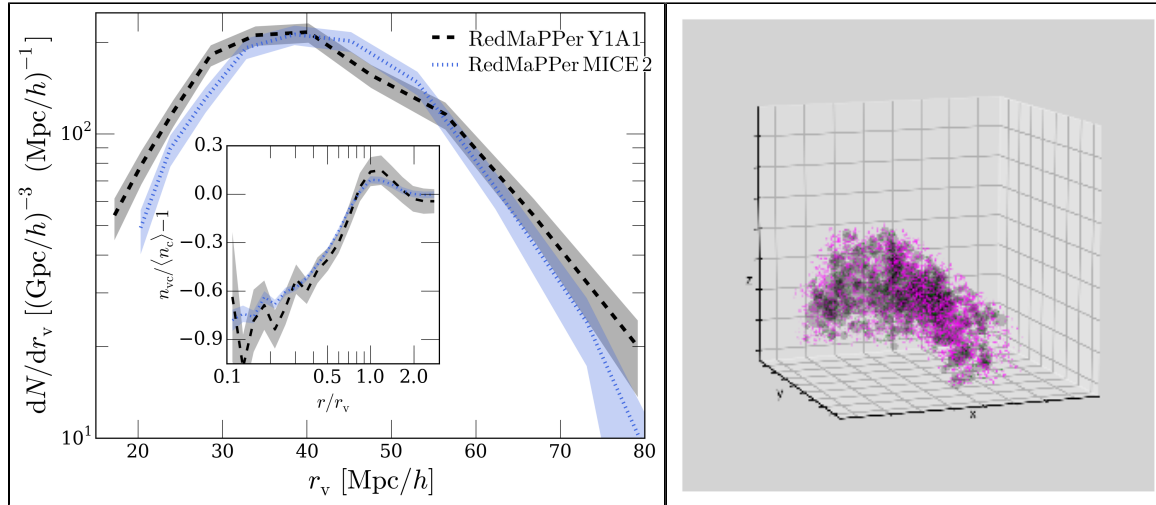 dN/dr_v [(Gpc/h)^{-3} (Mpc/h)^{-1}]
10^2
10^1
RedMaPPer Y1A1
RedMaPPer MICE 2
n_{vc}/⟨n_c⟩−1
0.3
0.0
−0.3
−0.6
−0.9
0.1 0.5 1.0 2.0
r/r_v
20 30 40 50 60 70 80
r_v [Mpc/h]
z
y
x